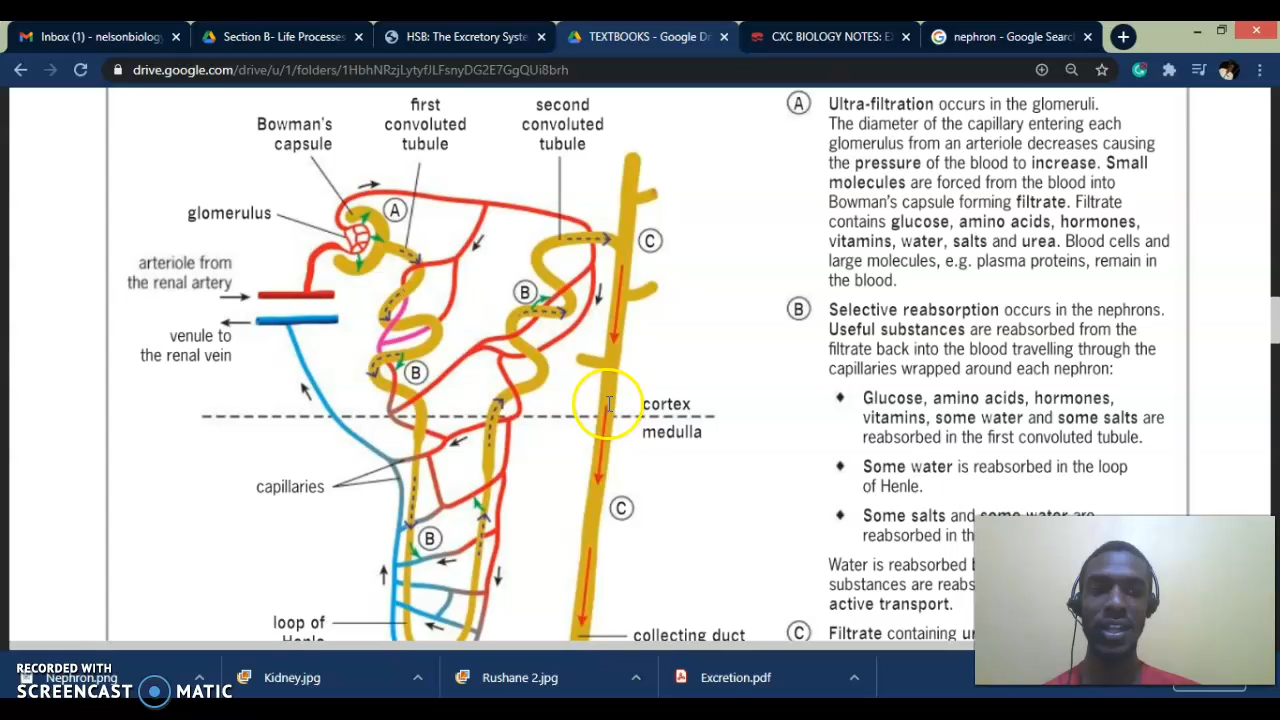 Inbox (1) - nelsonbiology
Section B- Life Processes
HSB: The Excretory Syste
TEXTBOOKS - Google Dr
CXC BIOLOGY NOTES: E
nephron - Google Search
drive.google.com/drive/u/1/folders/1HbhNRzjLytyfJLFsnyDG2E7GgQUi8brh
first
convoluted
tubule
second
convoluted
tubule
Bowman's
capsule
glomerulus
arteriole from
the renal artery
venule to
the renal vein
A
B
B
B
C
C
cortex
medulla
capillaries
loop of
Henle
collecting duct
A Ultra-filtration occurs in the glomeruli.
The diameter of the capillary entering each
glomerulus from an arteriole decreases causing
the pressure of the blood to increase. Small
molecules are forced from the blood into
Bowman's capsule forming filtrate. Filtrate
contains glucose, amino acids, hormones,
vitamins, water, salts and urea. Blood cells and
large molecules, e.g. plasma proteins, remain in
the blood.
B Selective reabsorption occurs in the nephrons.
Useful substances are reabsorbed from the
filtrate back into the blood travelling through the
capillaries wrapped around each nephron:
♦ Glucose, amino acids, hormones,
vitamins, some water and some salts are
reabsorbed in the first convoluted tubule.
♦ Some water is reabsorbed in the loop
of Henle.
♦ Some salts and some water are
reabsorbed in th
Water is reabsorbed b
substances are reabs
active transport.
C Filtrate containing u
RECORDED WITH
SCREENCAST MATIC
Nephron.png
Kidney.jpg
Rushane 2.jpg
Excretion.pdf